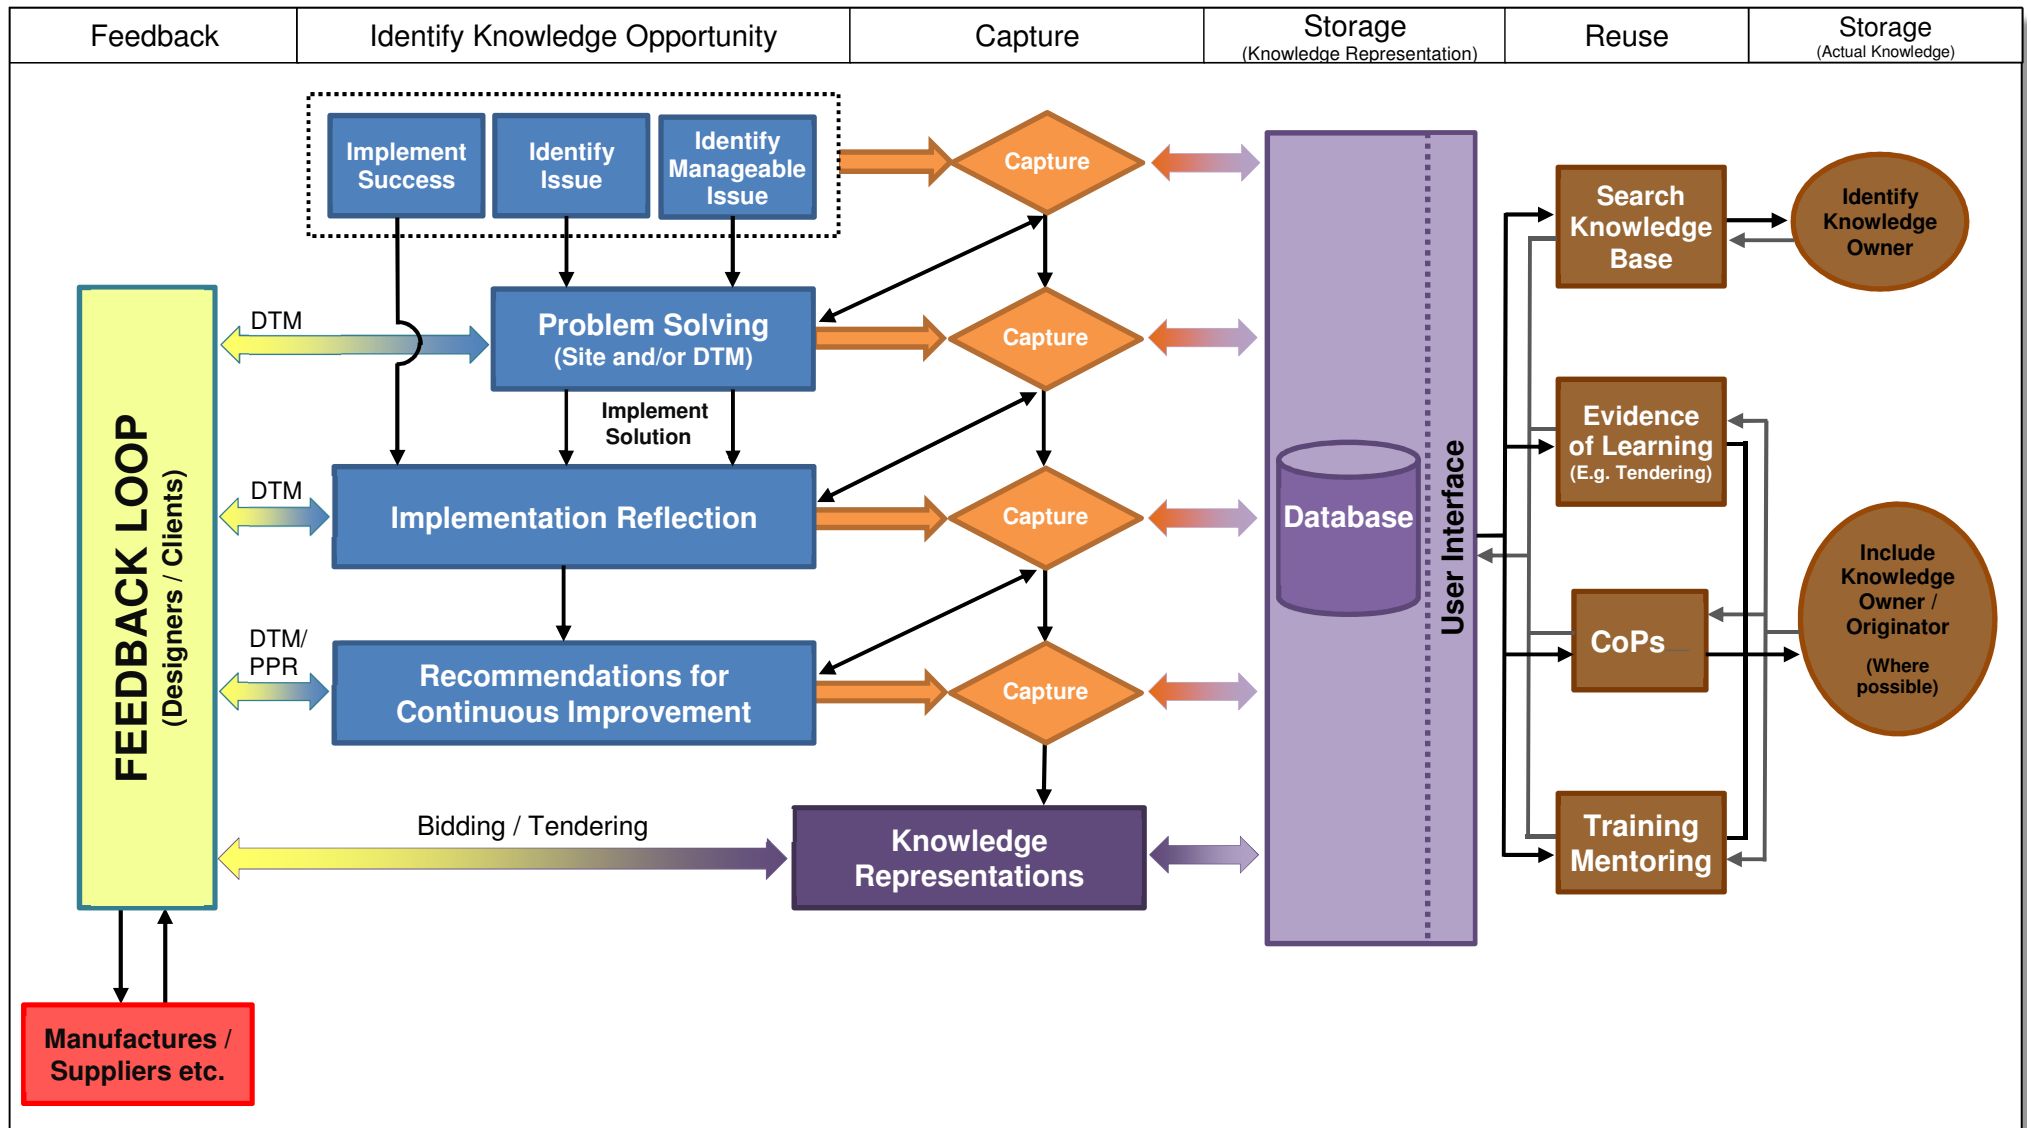 Feedback
Identify Knowledge Opportunity
Capture
Storage
(Knowledge Representation)
Reuse
Storage
(Actual Knowledge)
Implement
Success
Identify
Issue
Identify
Manageable
Issue
Capture
Search
Knowledge
Base
Identify
Knowledge
Owner
DTM
Problem Solving
(Site and/or DTM)
Capture
Implement
Solution
Evidence
of Learning
(E.g. Tendering)
FEEDBACK LOOP
(Designers / Clients)
DTM
Implementation Reflection
Capture
Database
User Interface
Include
Knowledge
Owner /
Originator
(Where
possible)
DTM/
PPR
Recommendations for
Continuous Improvement
Capture
CoPs
Bidding / Tendering
Knowledge
Representations
Training
Mentoring
Manufactures /
Suppliers etc.